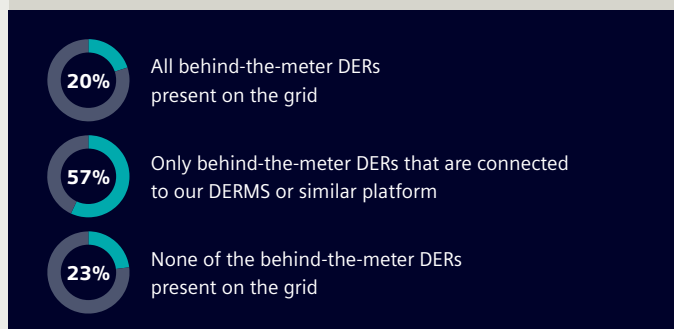 20%
All behind-the-meter DERs
present on the grid
57%
Only behind-the-meter DERs that are connected
to our DERMS or similar platform
23%
None of the behind-the-meter DERs
present on the grid